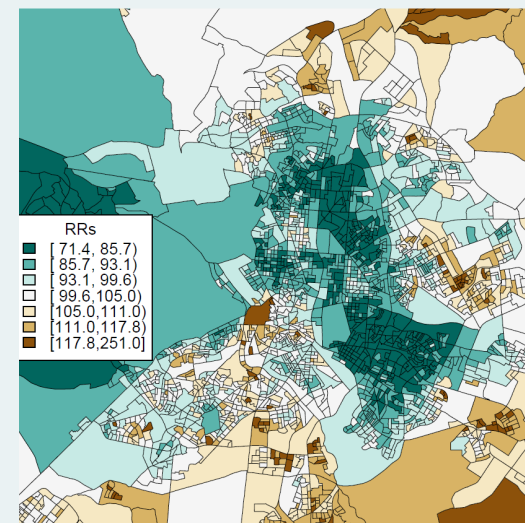 RRs
[ 71.4, 85.7)
[ 85.7, 93.1)
[ 93.1, 99.6)
[ 99.6,105.0)
[105.0,111.0)
[111.0,117.8)
[117.8,251.0]